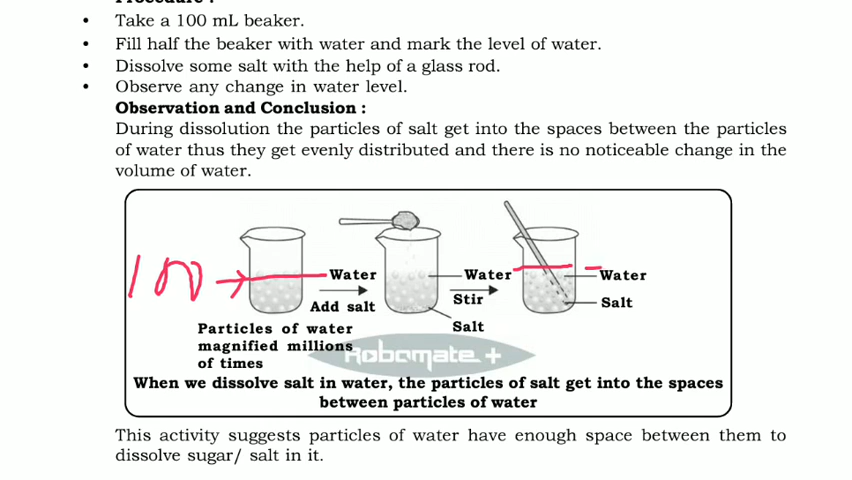 Procedure :
• Take a 100 mL beaker.
• Fill half the beaker with water and mark the level of water.
• Dissolve some salt with the help of a glass rod.
• Observe any change in water level.
Observation and Conclusion :
During dissolution the particles of salt get into the spaces between the particles
of water thus they get evenly distributed and there is no noticeable change in the
volume of water.
100
Water
Add salt
Particles of water
magnified millions
of times
Water
Stir
Salt
Water
Salt
Robomate +
When we dissolve salt in water, the particles of salt get into the spaces
between particles of water
This activity suggests particles of water have enough space between them to
dissolve sugar/ salt in it.